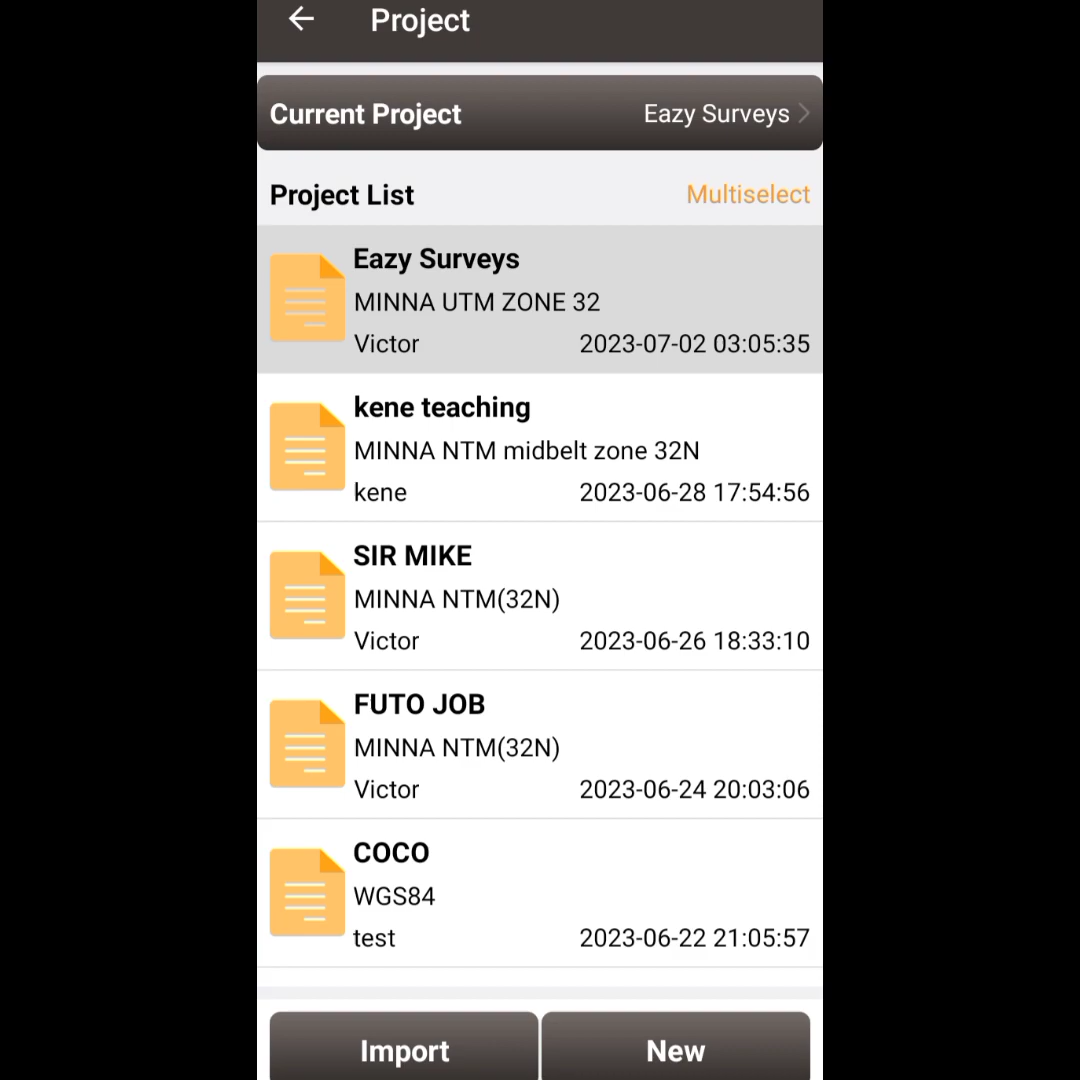 Project
Current Project Eazy Surveys
Project List Multiselect
Eazy Surveys
MINNA UTM ZONE 32
Victor 2023-07-02 03:05:35
kene teaching
MINNA NTM midbelt zone 32N
kene 2023-06-28 17:54:56
SIR MIKE
MINNA NTM(32N)
Victor 2023-06-26 18:33:10
FUTO JOB
MINNA NTM(32N)
Victor 2023-06-24 20:03:06
COCO
WGS84
test 2023-06-22 21:05:57
Import New